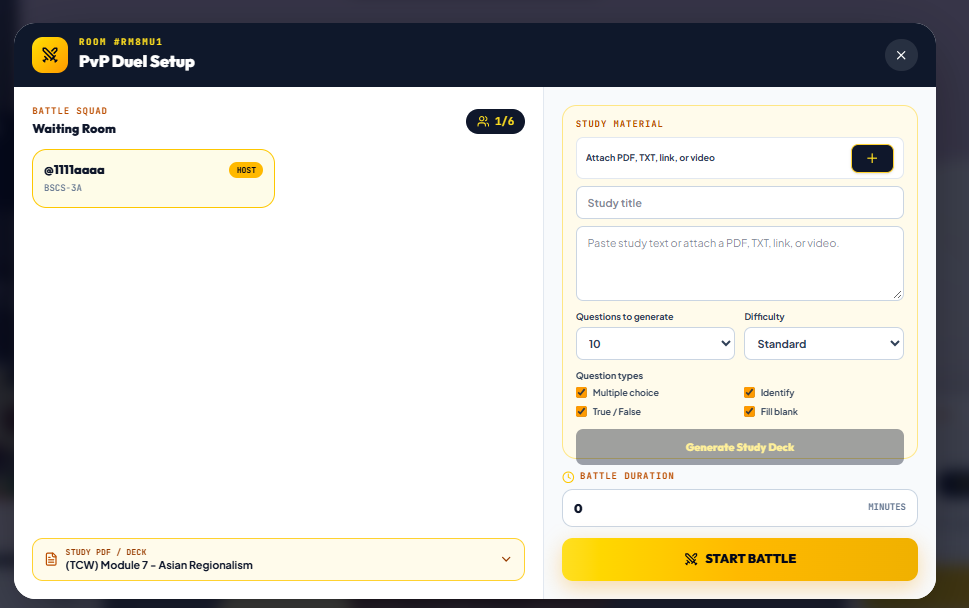 ROOM #RM8MU1
PvP Duel Setup
BATTLE SQUAD
Waiting Room
1/6
@1111aaaa
HOST
BSCS-3A
STUDY PDF / DECK
(TCW) Module 7 - Asian Regionalism
STUDY MATERIAL
Attach PDF, TXT, link, or video
Study title
Paste study text or attach a PDF, TXT, link, or video.
Questions to generate
Difficulty
10
Standard
Question types
Multiple choice
Identify
True / False
Fill blank
Generate Study Deck
BATTLE DURATION
0
MINUTES
START BATTLE